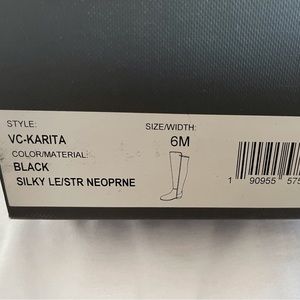 STYLE: SIZE/WIDTH:
VC-KARITA 6M
COLOR/MATERIAL:
BLACK
SILKY LE/STR NEOPRNE
1 90955 575